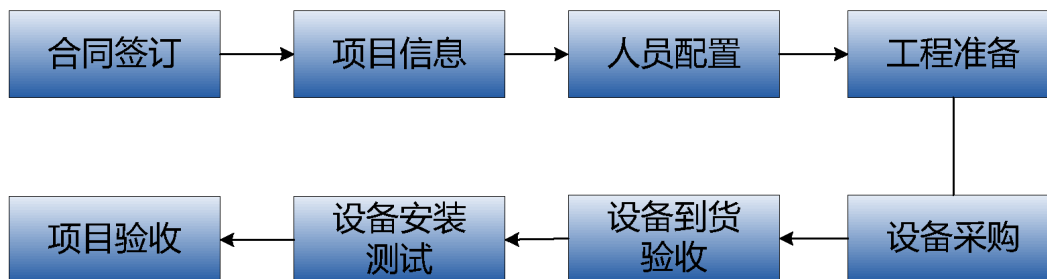 合同签订
项目信息
人员配置
工程准备
设备采购
设备到货
验收
设备安装
测试
项目验收